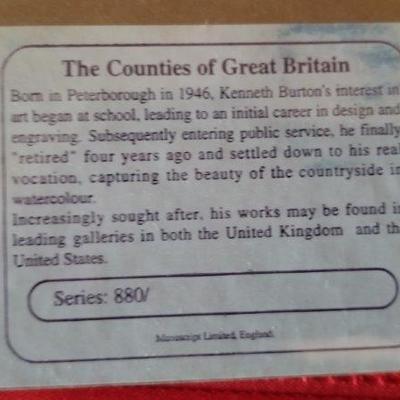 The Counties of Great Britain
Born in Peterborough in 1946, Kenneth Burton's interest in
art began at school, leading to an initial career in design and
engraving. Subsequently entering public service, he finally
"retired" four years ago and settled down to his real
vocation, capturing the beauty of the countryside in
watercolour.
Increasingly sought after, his works may be found in
leading galleries in both the United Kingdom and the
United States.
Series: 880/
Manuscript Limited, England.